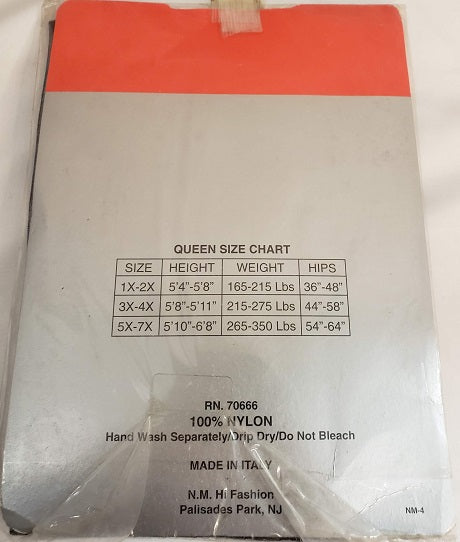 QUEEN SIZE CHART
SIZE HEIGHT WEIGHT HIPS
1X-2X 5'4"-5'8" 165-215 Lbs 36"-48"
3X-4X 5'8"-5'11" 215-275 Lbs 44"-58"
5X-7X 5'10"-6'8" 265-350 Lbs 54"-64"
RN. 70666
100% NYLON
Hand Wash Separately/Drip Dry/Do Not Bleach
MADE IN ITALY
N.M. Hi Fashion
Palisades Park, NJ
NM-4